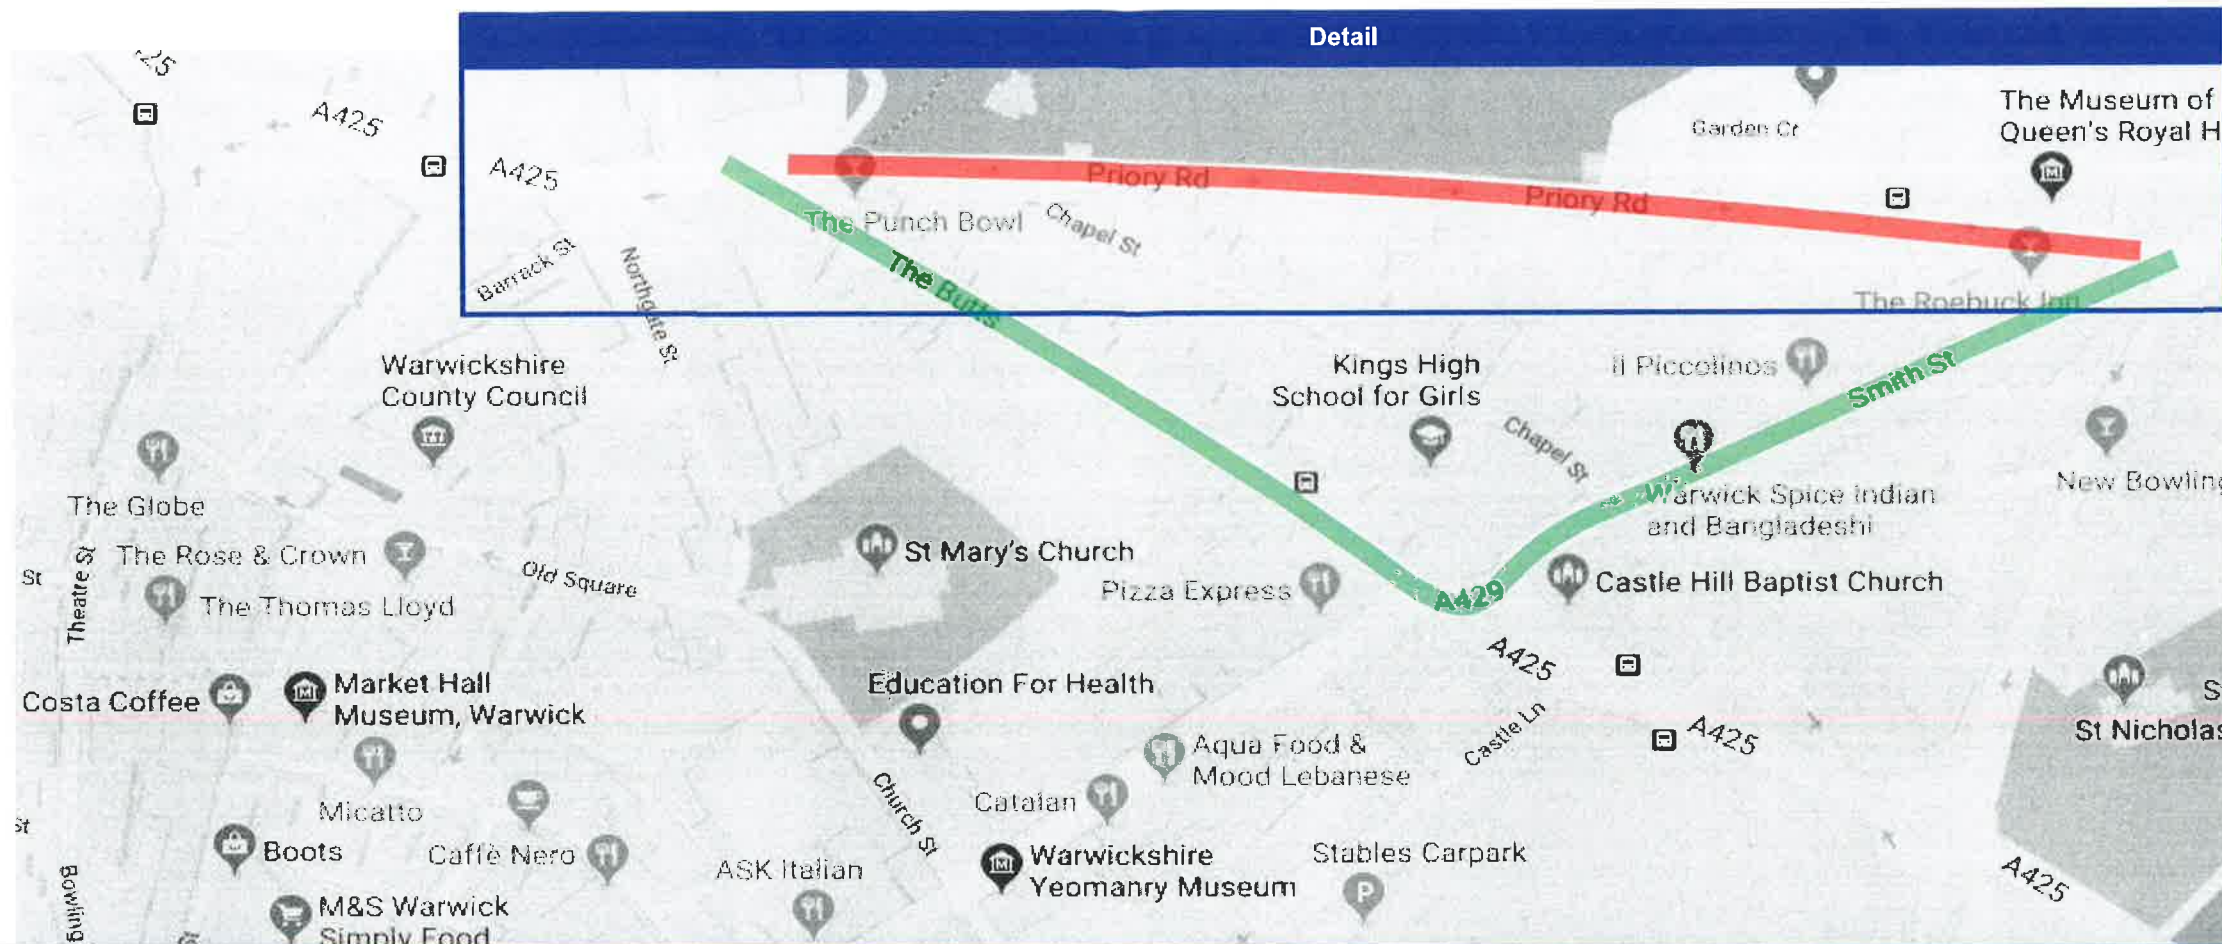 Detail
A425
The Museum of
Queen's Royal H
Garden Cr
A425
Priory Rd
Priory Rd
The Punch Bowl
Chapel St
The Butts
Barrack St
Northgate St
The Roebuck Inn
Warwickshire
County Council
Kings High
School for Girls
Il Piccolinos
Smith St
Chapel St
The Globe
Warwick Spice Indian
and Bangladeshi
New Bowling
The Rose & Crown
St Mary's Church
Old Square
St
Theatre St
The Thomas Lloyd
Pizza Express
A429
Castle Hill Baptist Church
A425
Costa Coffee
Market Hall
Museum, Warwick
Education For Health
Castle Ln
A425
St Nicholas
Aqua Food &
Mood Lebanese
Micatto
Catalan
Church St
St
Boots
Caffè Nero
ASK Italian
Warwickshire
Yeomanry Museum
Stables Carpark
P
A425
Bowling
M&S Warwick
Simply Food